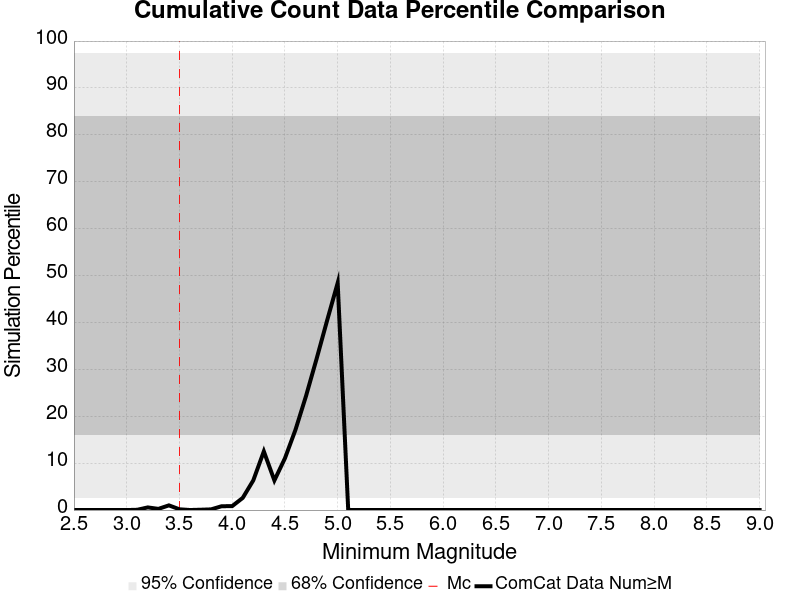 Cumulative Count Data Percentile Comparison
100
90
80
70
60
50
40
30
20
10
0
Simulation Percentile
2.5 3.0 3.5 4.0 4.5 5.0 5.5 6.0 6.5 7.0 7.5 8.0 8.5 9.0
Minimum Magnitude
95% Confidence 68% Confidence Mc ComCat Data Num≥M